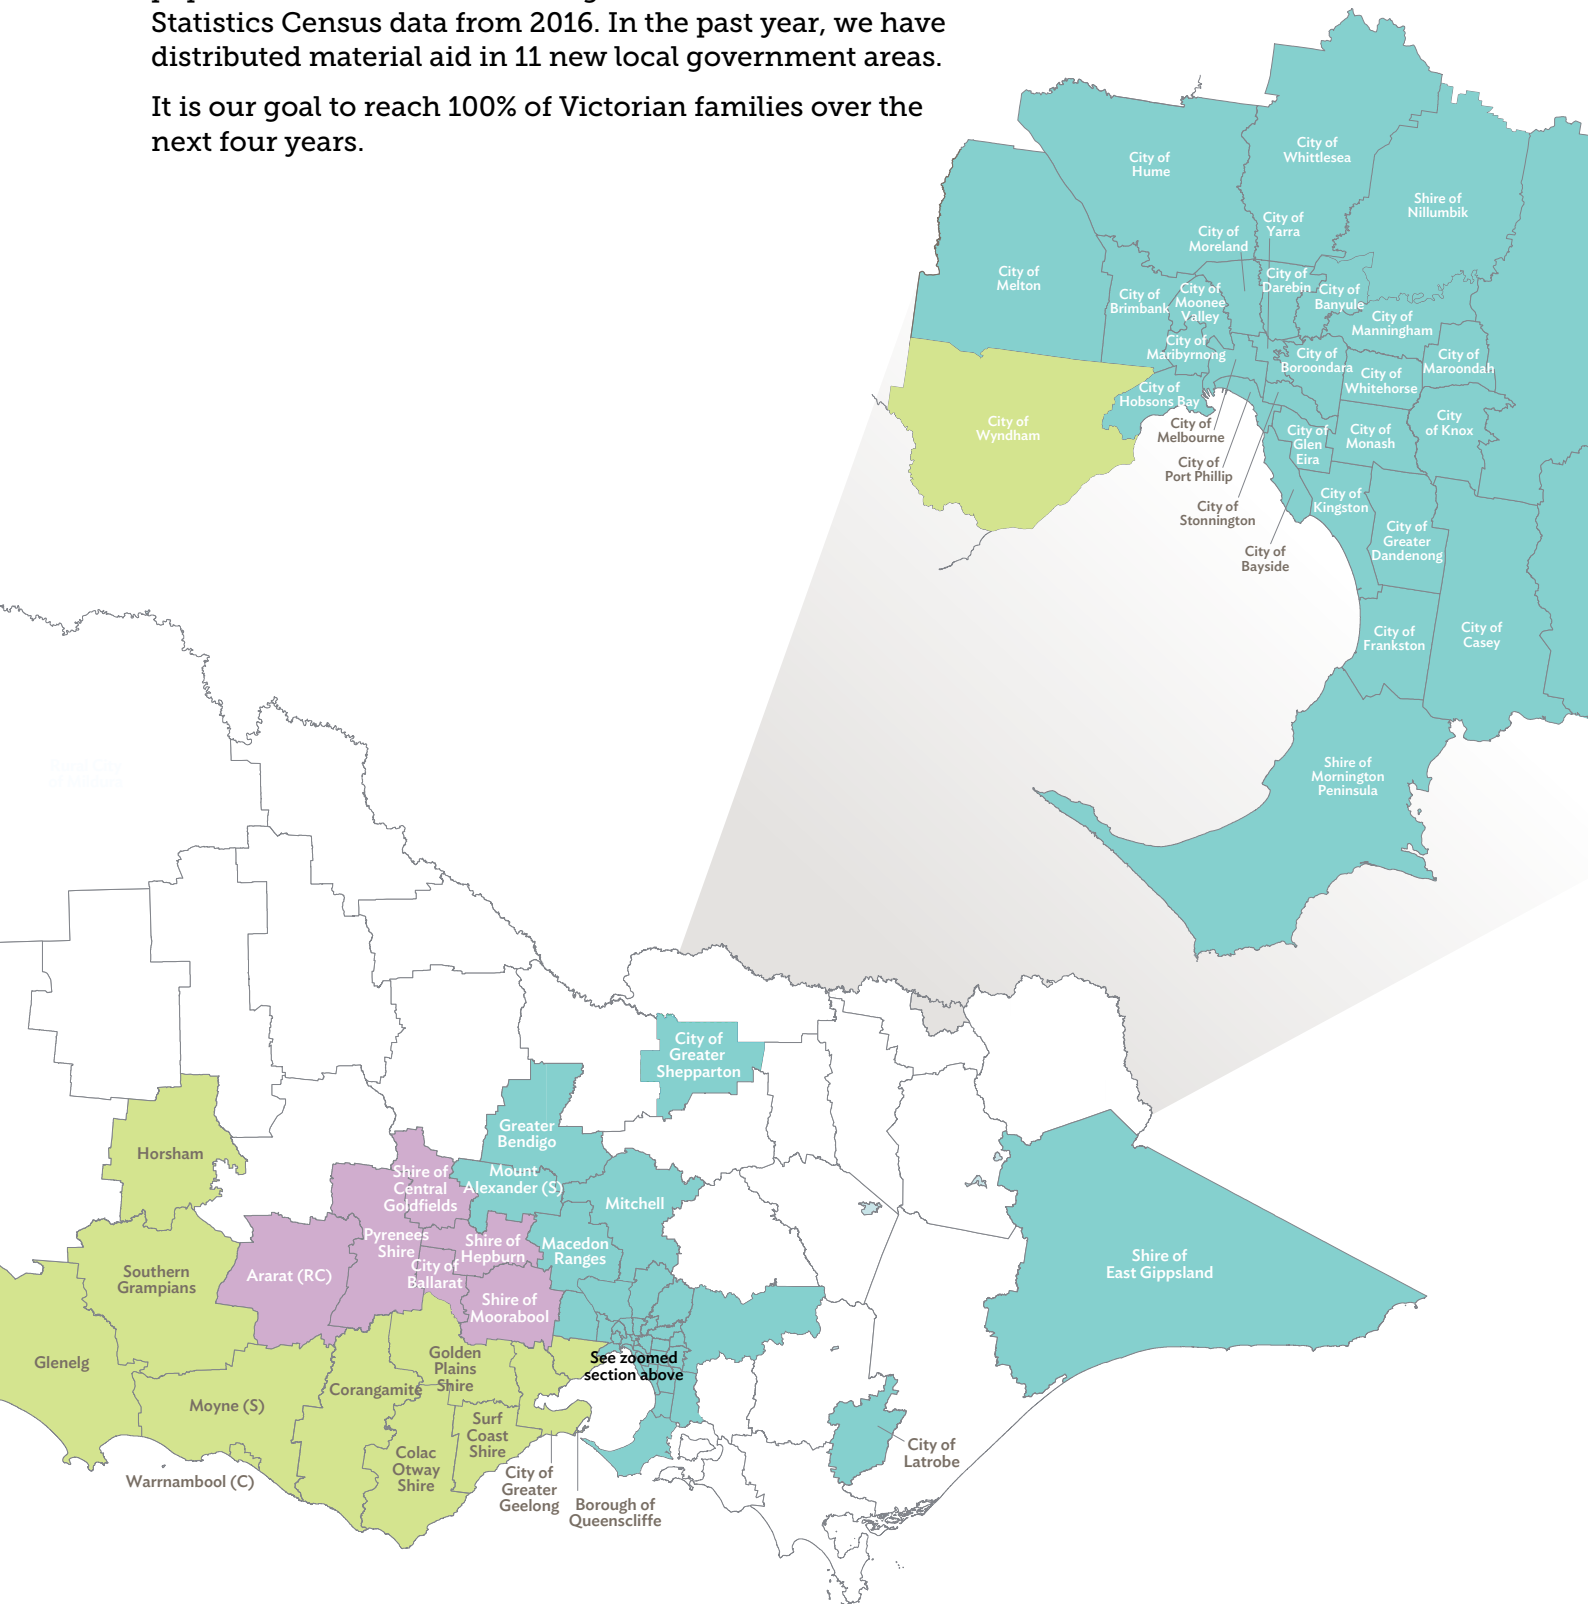 Statistics Census data from 2016. In the past year, we have
distributed material aid in 11 new local government areas.
It is our goal to reach 100% of Victorian families over the
next four years.
City of
Whittlesea
City of
Hume
Shire of
Nillumbik
City of
Yarra
City of
Moreland
City of
Melton
City of
Darebin
City of
Brimbank
City of
Moonee
Valley
City of
Banyule
City of
Manningham
City of
Maribyrnong
City of
Boroondara
City of
Maroondah
City of
Whitehorse
City of
Hobsons Bay
City of
Wyndham
City of
Melbourne
City of
Glen
Eira
City of
Monash
City
of Knox
City of
Port Phillip
City of
Stonnington
City of
Kingston
City of
Greater
Dandenong
City of
Bayside
City of
Frankston
City of
Casey
Shire of
Mornington
Peninsula
City of
Greater
Shepparton
Greater
Bendigo
Horsham
Shire of
Central
Goldfields
Mount
Alexander (S)
Mitchell
Pyrenees
Shire
Shire of
Hepburn
Macedon
Ranges
Southern
Grampians
Ararat (RC)
City of
Ballarat
Shire of
Moorabool
Shire of
East Gippsland
Glenelg
Golden
Plains
Shire
See zoomed
section above
Corangamite
Moyne (S)
Surf
Coast
Shire
Colac
Otway
Shire
Warrnambool (C)
City of
Greater
Geelong
Borough of
Queenscliffe
City of
Latrobe